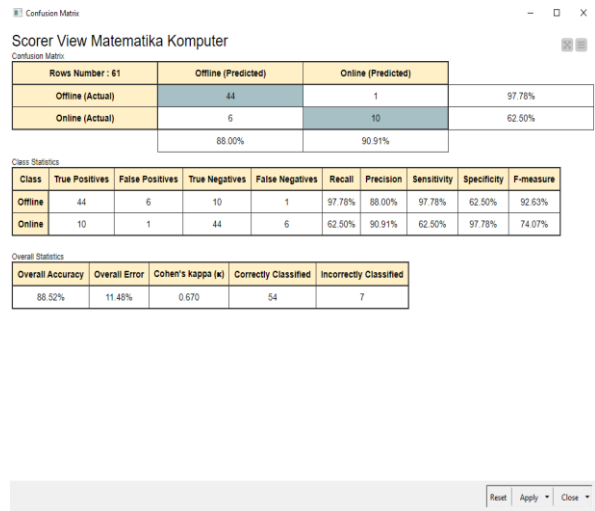 Confusion Matrix
Scorer View Matematika Komputer
Confusion Matrix
Rows Number : 61 Offline (Predicted) Online (Predicted)
Offline (Actual) 44 1 97.78%
Online (Actual) 6 10 62.50%
88.00% 90.91%
Class Statistics
Class True Positives False Positives True Negatives False Negatives Recall Precision Sensitivity Specificity F-measure
Offline 44 6 10 1 97.78% 88.00% 97.78% 62.50% 92.63%
Online 10 1 44 6 62.50% 90.91% 62.50% 97.78% 74.07%
Overall Statistics
Overall Accuracy Overall Error Cohen's kappa (κ) Correctly Classified Incorrectly Classified
88.52% 11.48% 0.670 54 7
Reset Apply Close